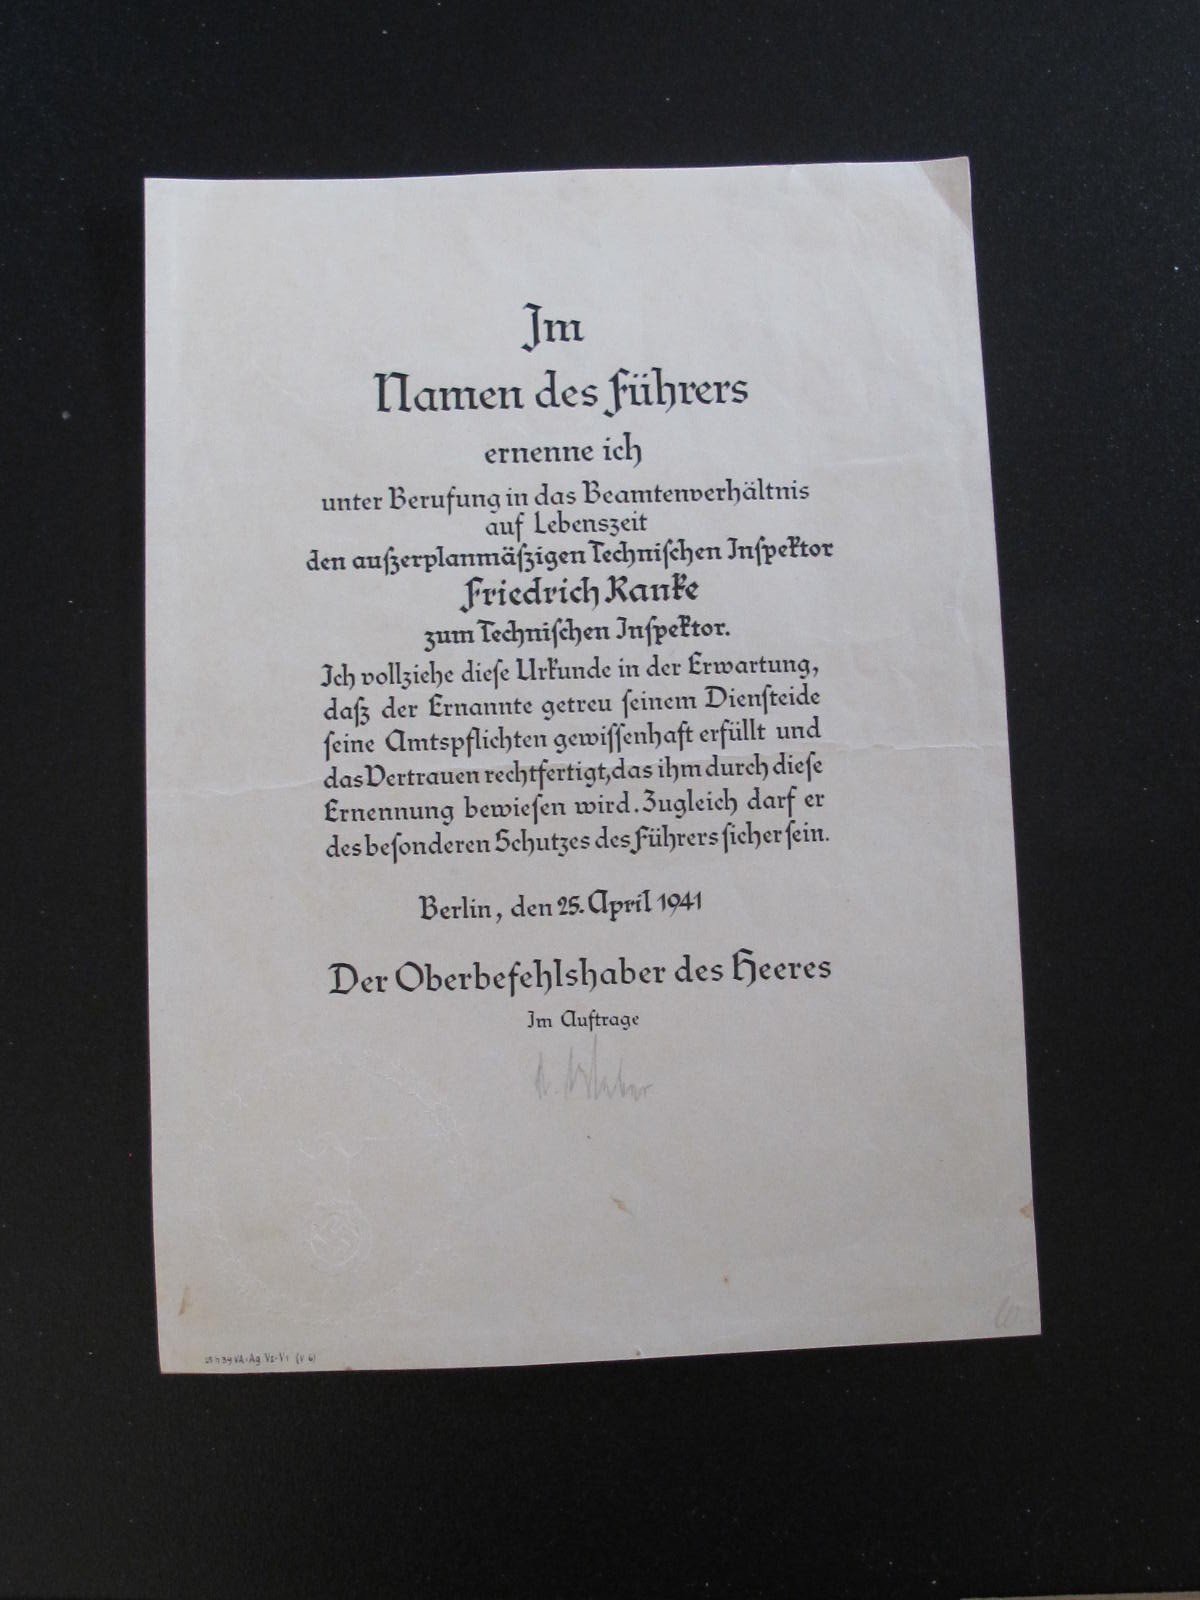 Im
Namen des Führers
ernenne ich
unter Berufung in das Beamtenverhältnis
auf Lebenszeit
den außerplanmäßigen Technischen Inspektor
Friedrich Ranke
zum Technischen Inspektor.
Ich vollziehe diese Urkunde in der Erwartung,
daß der Ernannte getreu seinem Diensteide
seine Amtspflichten gewissenhaft erfüllt und
das Vertrauen rechtfertigt, das ihm durch diese
Ernennung bewiesen wird. Zugleich darf er
des besonderen Schutzes des Führers sicher sein.
Berlin, den 25. April 1941
Der Oberbefehlshaber des Heeres
Im Auftrage